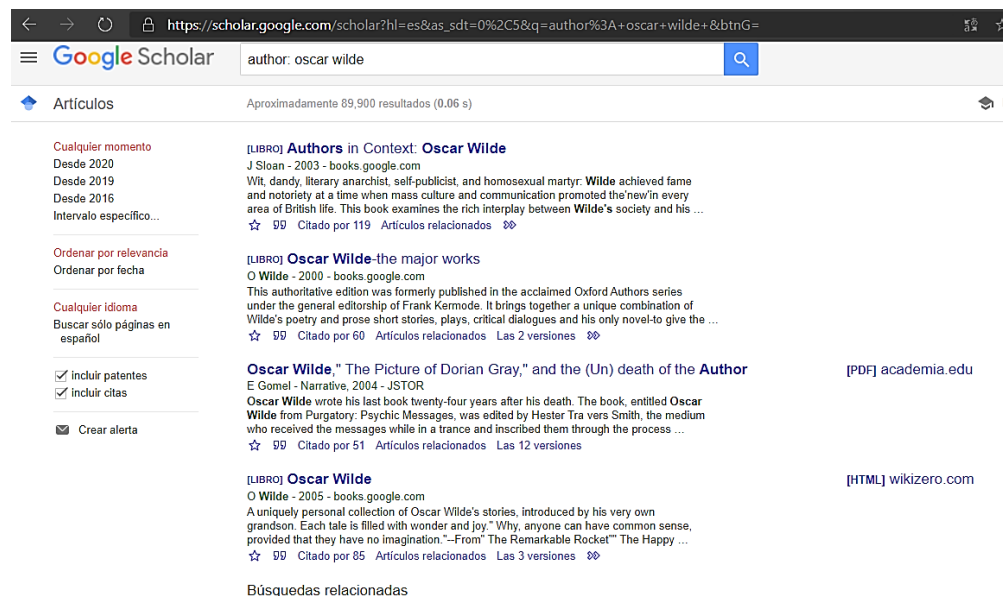 https://scholar.google.com/scholar?hl=es&as_sdt=0%2C5&q=author%3A+oscar+wilde+&btnG=
Google Scholar
author: oscar wilde
Artículos
Aproximadamente 89,900 resultados (0.06 s)
Cualquier momento
Desde 2020
Desde 2019
Desde 2016
Intervalo específico...
Ordenar por relevancia
Ordenar por fecha
Cualquier idioma
Buscar sólo páginas en
español
incluir patentes
incluir citas
Crear alerta
[LIBRO] Authors in Context: Oscar Wilde
J Sloan - 2003 - books.google.com
Wit, dandy, literary anarchist, self-publicist, and homosexual martyr: Wilde achieved fame
and notoriety at a time when mass culture and communication promoted the'new'in every
area of British life. This book examines the rich interplay between Wilde's society and his ...
Citado por 119 Artículos relacionados
[LIBRO] Oscar Wilde-the major works
O Wilde - 2000 - books.google.com
This authoritative edition was formerly published in the acclaimed Oxford Authors series
under the general editorship of Frank Kermode. It brings together a unique combination of
Wilde's poetry and prose short stories, plays, critical dialogues and his only novel-to give the ...
Citado por 60 Artículos relacionados Las 2 versiones
Oscar Wilde," The Picture of Dorian Gray," and the (Un) death of the Author
[PDF] academia.edu
E Gomel - Narrative, 2004 - JSTOR
Oscar Wilde wrote his last book twenty-four years after his death. The book, entitled Oscar
Wilde from Purgatory: Psychic Messages, was edited by Hester Tra vers Smith, the medium
who received the messages while in a trance and inscribed them through the process ...
Citado por 51 Artículos relacionados Las 12 versiones
[LIBRO] Oscar Wilde
[HTML] wikizero.com
O Wilde - 2005 - books.google.com
A uniquely personal collection of Oscar Wilde's stories, introduced by his very own
grandson. Each tale is filled with wonder and joy." Why, anyone can have common sense,
provided that they have no imagination."--From" The Remarkable Rocket"" The Happy ...
Citado por 85 Artículos relacionados Las 3 versiones
Búsquedas relacionadas